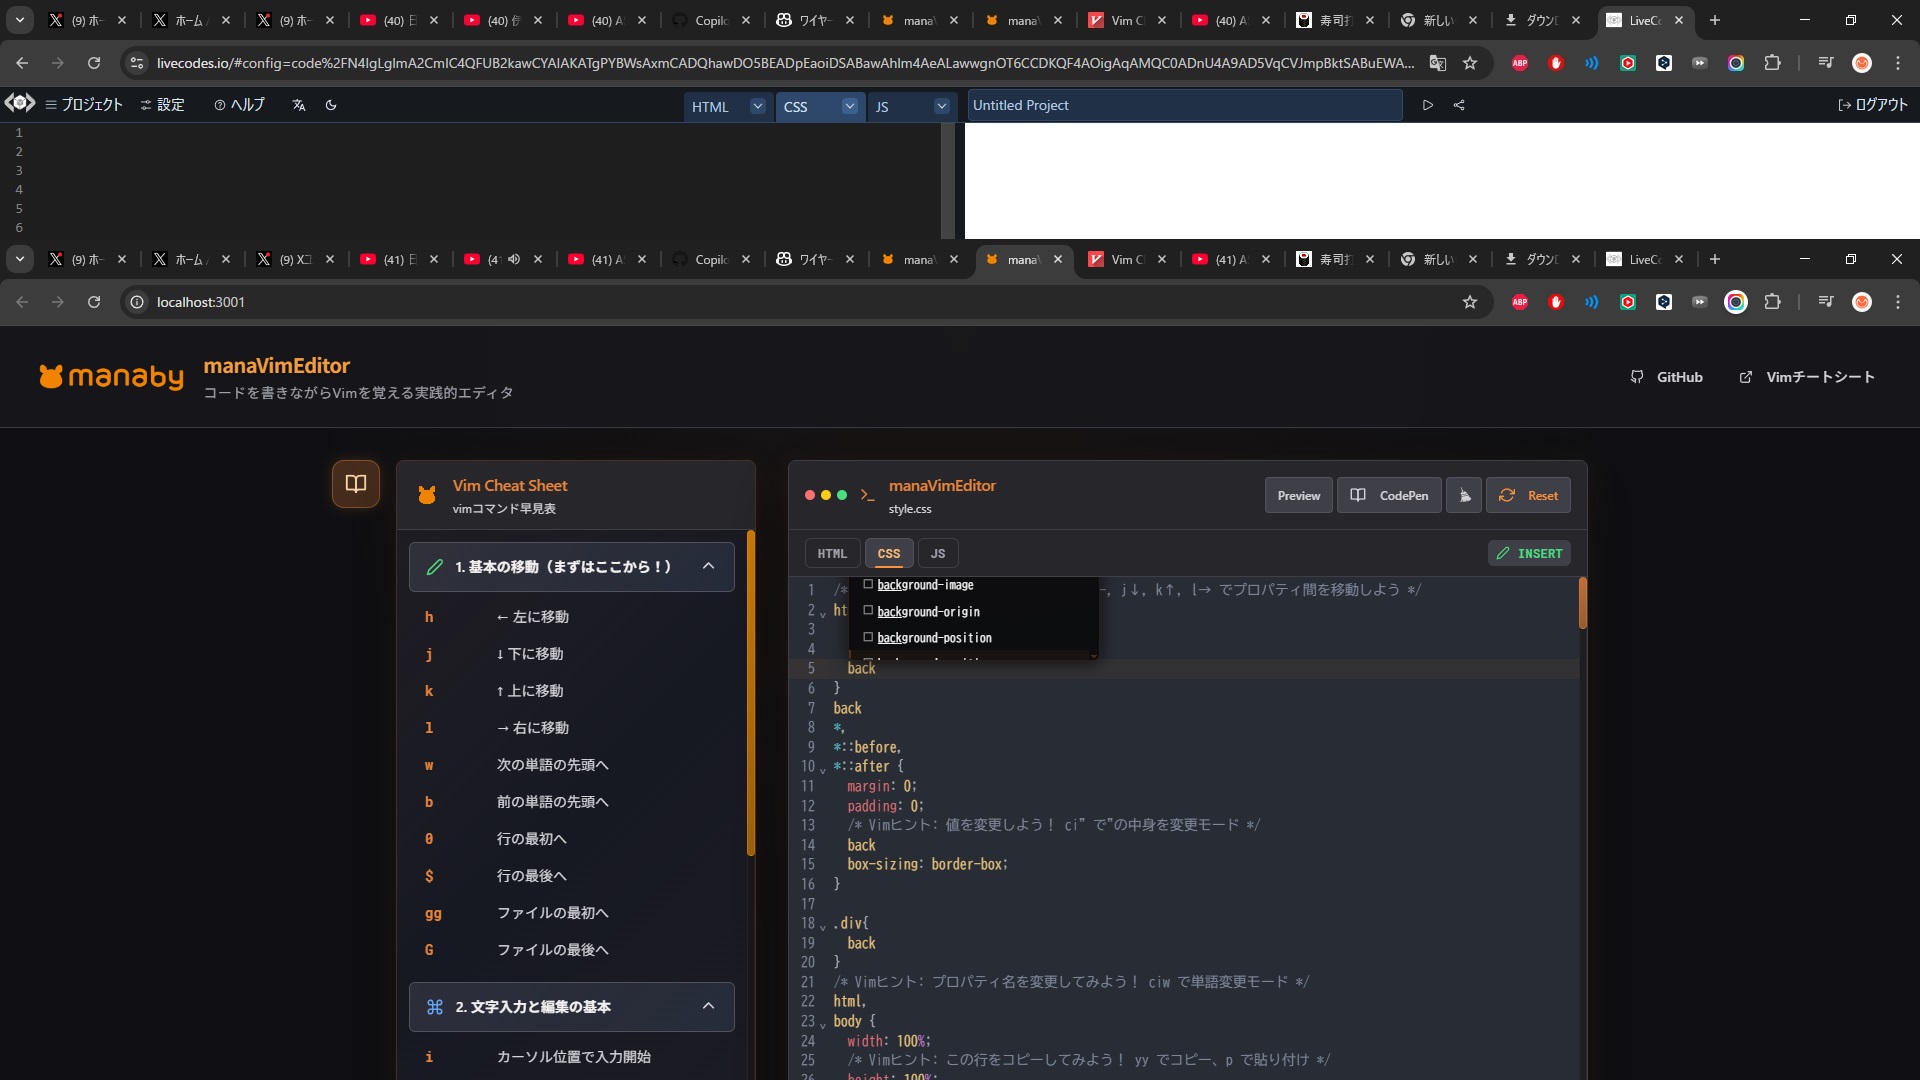 (9) ホー
ホーム /
(9) ホー
(40) 日
(40) 伊
(40) A
Copilo
ワイヤー
mana\
mana\
Vim Cl
(40) A
寿司打
新しい
ダウンロ
LiveCo
livecodes.io/#config=code%2FN4IgLgIgImA2CmIC4QFUB2kawCYAIAKATgPYBWsAxmCADQhawDO5BEADpEaoiDSABawAhIm4AeALawwgnOT6CCDKQF4AOigAqAMQC0ADnU4A9AD5VqCVJmpBktSABuEWA...
プロジェクト
設定
ヘルプ
HTML
CSS
JS
Untitled Project
ログアウト
1
2
3
4
5
6
(9) ホー
ホーム /
(9) Xユ
(41) 日
(4
(41) A
Copilo
ワイヤー
mana\
mana\
Vim Cl
(41) A
寿司打
新しい
ダウンロ
LiveCo
localhost:3001
manaby
manaVimEditor
コードを書きながらVimを覚える実践的エディタ
GitHub
Vimチートシート
Vim Cheat Sheet
vimコマンド早見表
1. 基本の移動（まずはここから！）
h ← 左に移動
j ↓ 下に移動
k ↑ 上に移動
l → 右に移動
w 次の単語の先頭へ
b 前の単語の先頭へ
0 行の最初へ
$ 行の最後へ
gg ファイルの最初へ
G ファイルの最後へ
2. 文字入力と編集の基本
i カーソル位置で入力開始
manaVimEditor
style.css
Preview
CodePen
Reset
HTML
CSS
JS
INSERT
background-image
background-origin
background-position
1 /* , j↓, k↑, l→ でプロパティ間を移動しよう */
2 ht
3
4
5 back
6 }
7 back
8 *,
9 *::before,
10 *::after {
11 margin: 0;
12 padding: 0;
13 /* Vimヒント: 値を変更しよう！ ci" で"の中身を変更モード */
14 back
15 box-sizing: border-box;
16 }
17
18 .div{
19 back
20 }
21 /* Vimヒント: プロパティ名を変更してみよう！ ciw で単語変更モード */
22 html,
23 body {
24 width: 100%;
25 /* Vimヒント: この行をコピーしてみよう！ yy でコピー、p で貼り付け */
26 height: 100%;